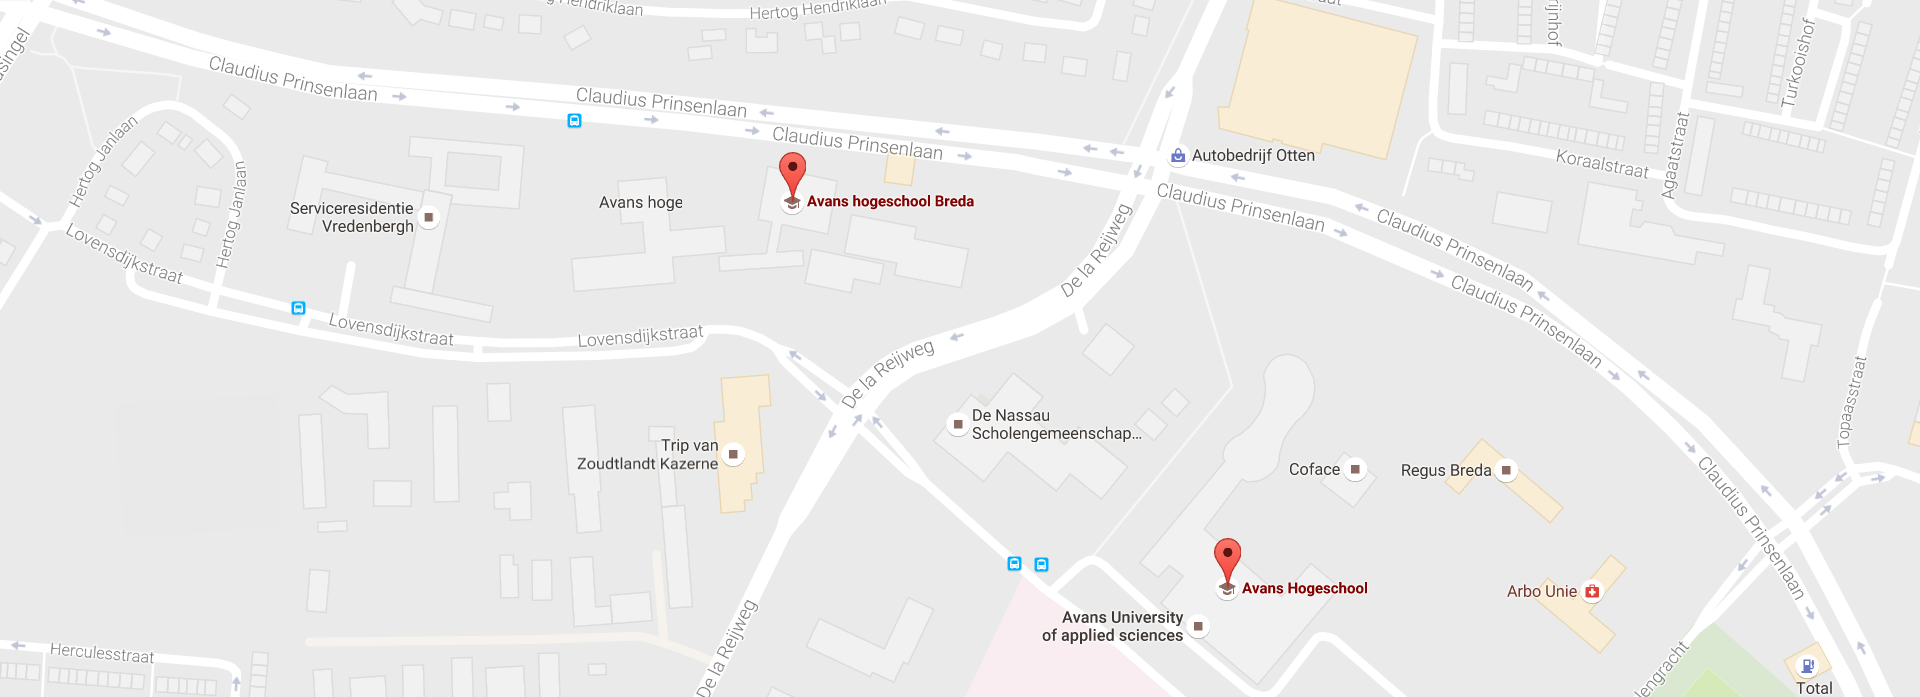 Hertog Hendriklaan
Hertog Hendriklaan
Claudius Prinsenlaan
Claudius Prinsenlaan
Claudius Prinsenlaan
Turkooishof
Hertog Janlaan
Hertog Janlaan
Autobedrijf Otten
Koraalstraat
Agaatstraat
Serviceresidentie
Vredenbergh
Avans hoge
Avans hogeschool Breda
Claudius Prinsenlaan
Claudius Prinsenlaan
Claudius Prinsenlaan
Lovensdijkstraat
De la Reijweg
Lovensdijkstraat
Lovensdijkstraat
De la Reijweg
Topaasstraat
De Nassau
Scholengemeenschap...
Trip van
Zoudtlandt Kazerne
Coface
Regus Breda
Claudius Prinsenlaan
Avans Hogeschool
Arbo Unie
Avans University
of applied sciences
De la Reijweg
Herculesstraat
Total